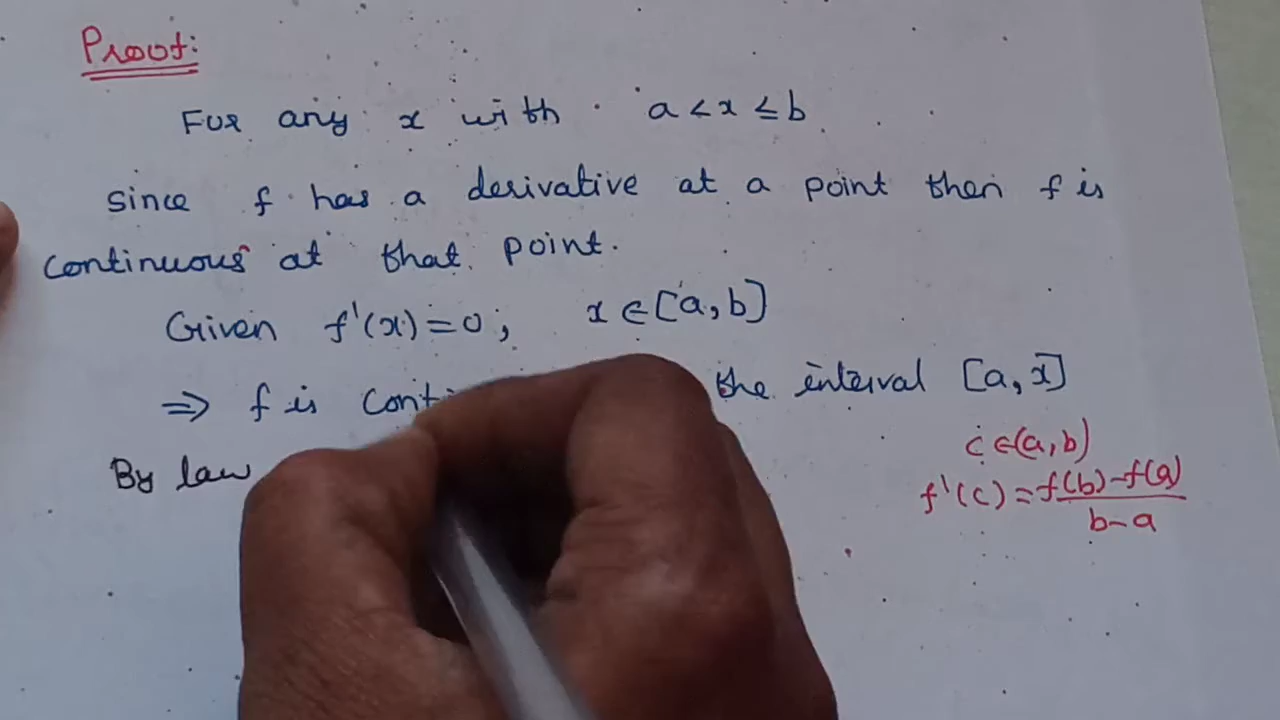 Proof:
For any x with a < x ≤ b
since f has a derivative at a point then f is
continuous at that point.
Given f'(x) = 0; x ∈ [a, b]
⇒ f is the interval [a, x]
By law
c ∈ (a, b)
f'(c) = f(b) - f(a)
b - a